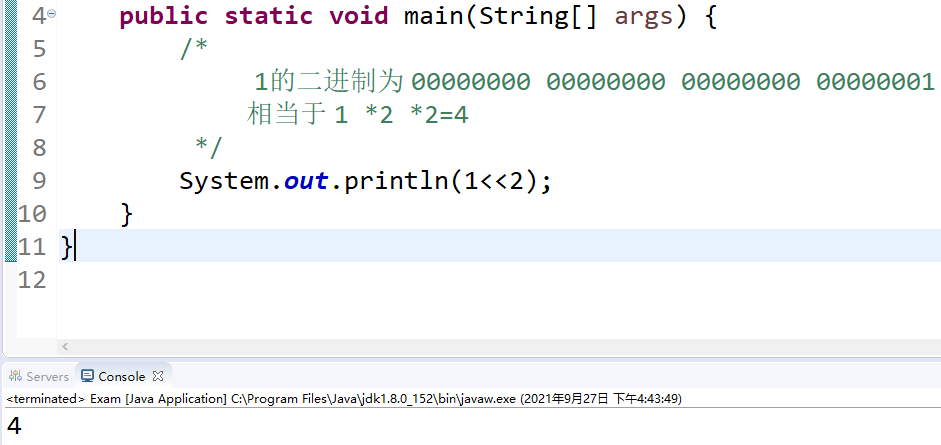 4 public static void main(String[] args) {
5 /*
6 1的二进制为 00000000 00000000 00000000 00000001
7 相当于 1 *2 *2=4
8 */
9 System.out.println(1<<2);
10 }
11 }
12
Servers Console
<terminated> Exam [Java Application] C:\Program Files\Java\jdk1.8.0_152\bin\javaw.exe (2021年9月27日 下午4:43:49)
4